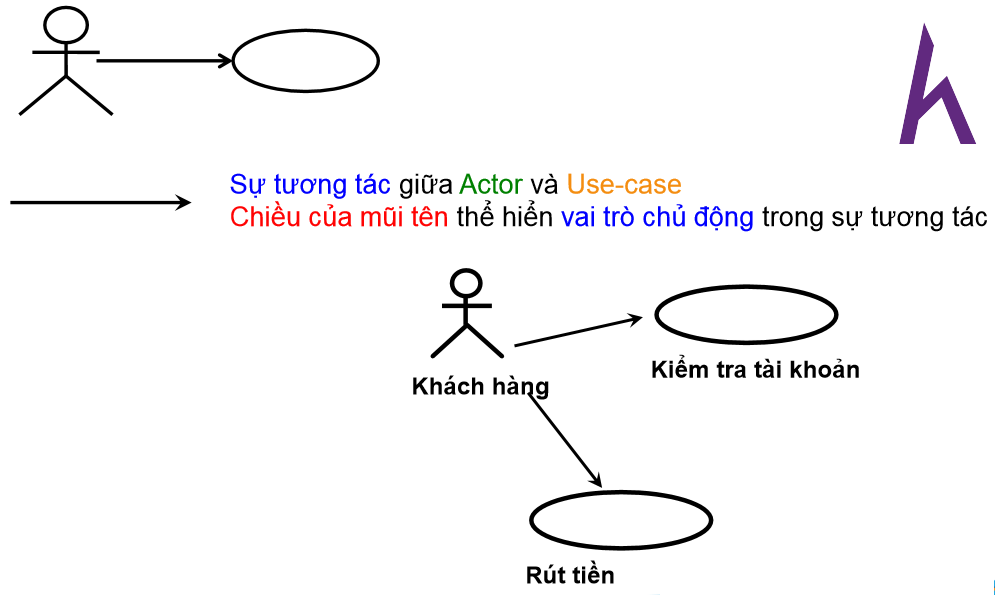 Sự tương tác giữa Actor và Use-case
Chiều của mũi tên thể hiển vai trò chủ động trong sự tương tác
Khách hàng
Kiểm tra tài khoản
Rút tiền